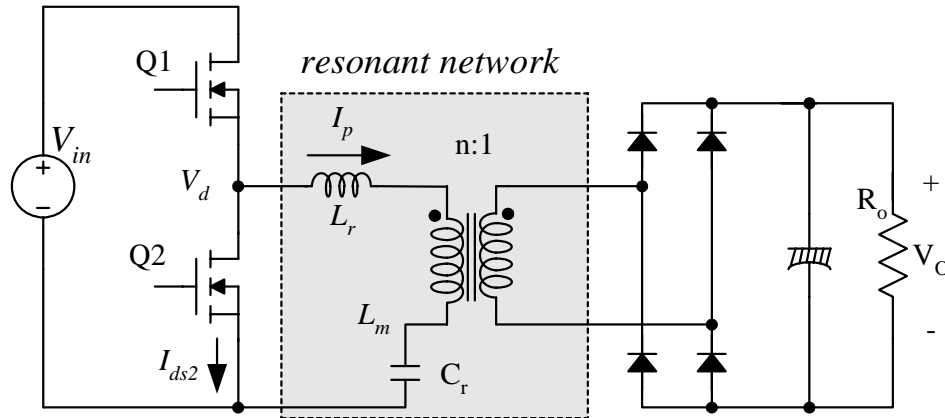 Q1
resonant network
I_p
n:1
V_in
+
-
V_d
L_r
R_o
+
V_O
-
Q2
L_m
I_ds2
C_r